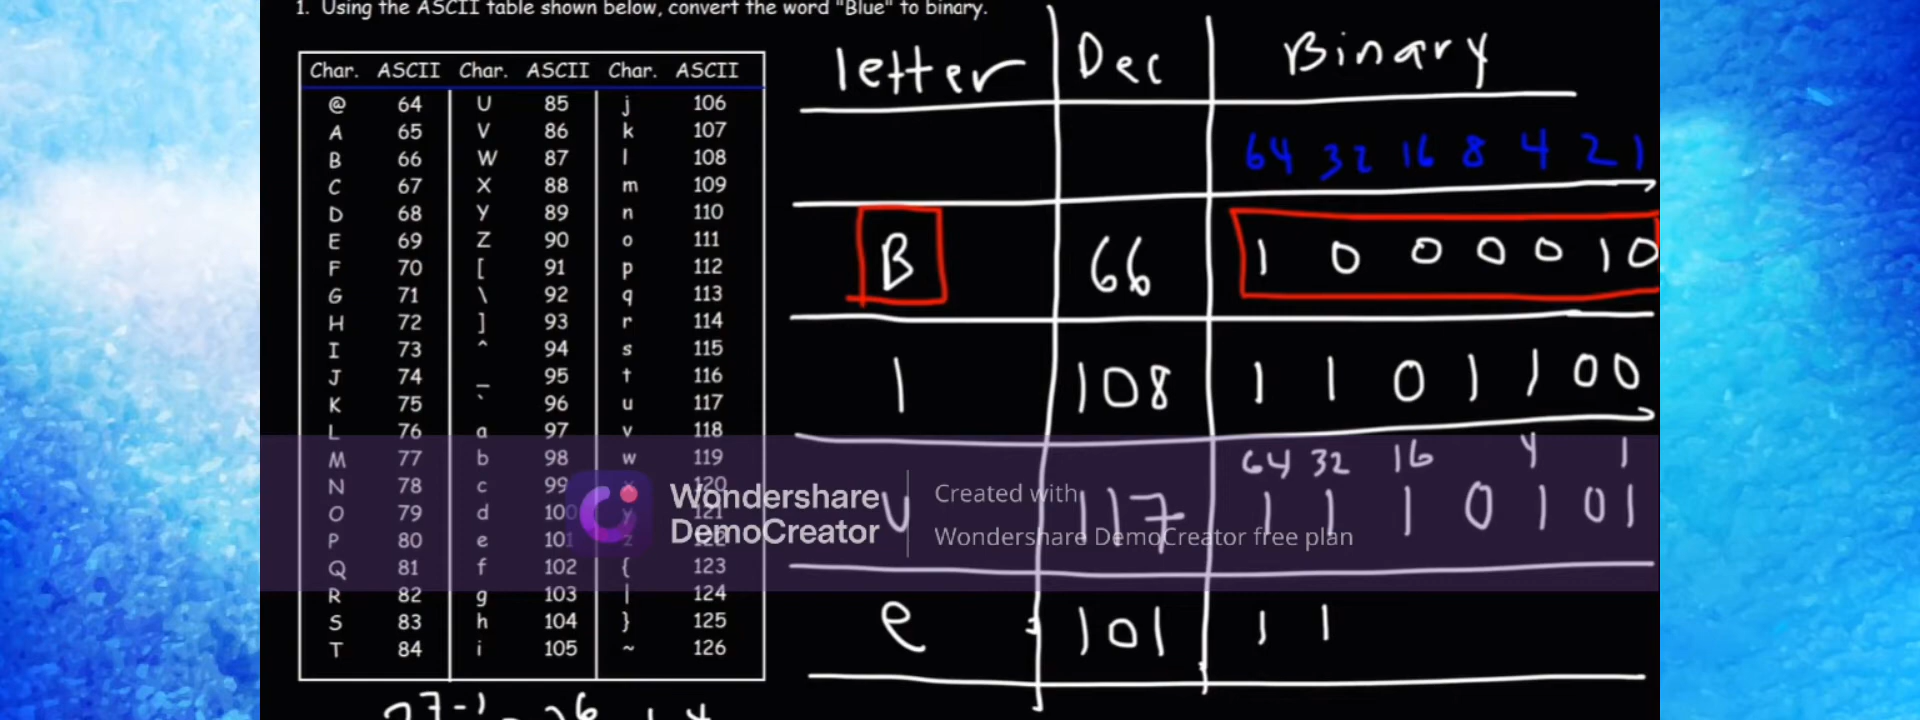 1. Using the ASCII table shown below, convert the word "Blue" to binary.
Char. ASCII Char. ASCII Char. ASCII
@ 64 U 85 j 106
A 65 V 86 k 107
B 66 W 87 l 108
C 67 X 88 m 109
D 68 Y 89 n 110
E 69 Z 90 o 111
F 70 [ 91 p 112
G 71 \ 92 q 113
H 72 ] 93 r 114
I 73 ^ 94 s 115
J 74 _ 95 t 116
K 75 ` 96 u 117
L 76 a 97 v 118
M 77 b 98 w 119
N 78 c 99 x 120
O 79 d 100 y 121
P 80 e 101 z 122
Q 81 f 102 { 123
R 82 g 103 | 124
S 83 h 104 } 125
T 84 i 105 ~ 126
letter Dec Binary
64 32 16 8 4 2 1
B 66 1 0 0 0 0 1 0
l 108 1 1 0 1 1 0 0
64 32 16 4 1
u 117 1 1 1 0 1 0 1
e 101 1 1
Wondershare
DemoCreator
Created with
Wondershare DemoCreator free plan